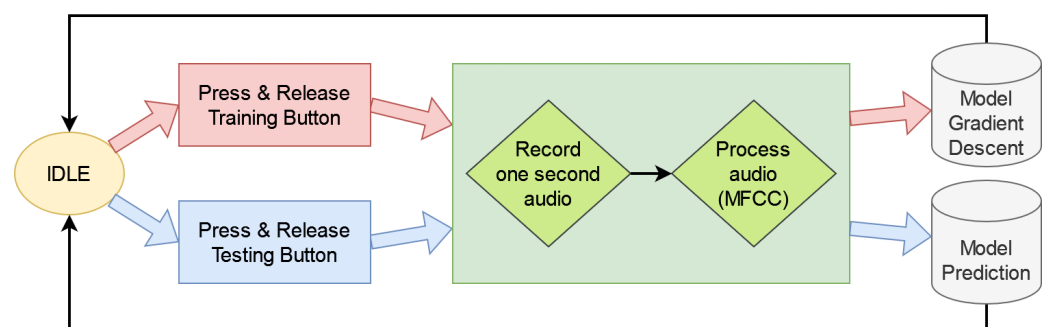 IDLE
Press & Release
Training Button
Press & Release
Testing Button
Record
one second
audio
Process
audio
(MFCC)
Model
Gradient
Descent
Model
Prediction